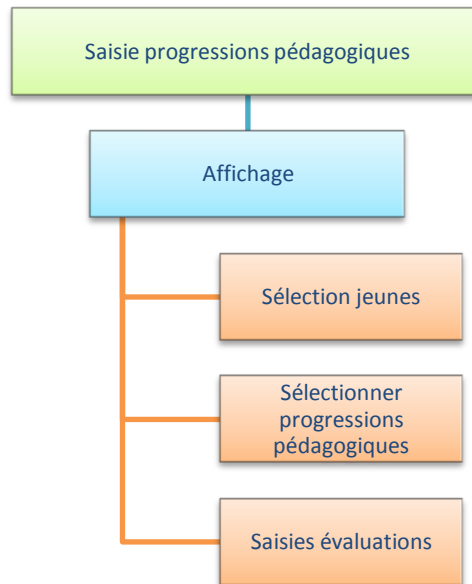 Saisie progressions pédagogiques
Affichage
Sélection jeunes
Sélectionner
progressions
pédagogiques
Saisies évaluations